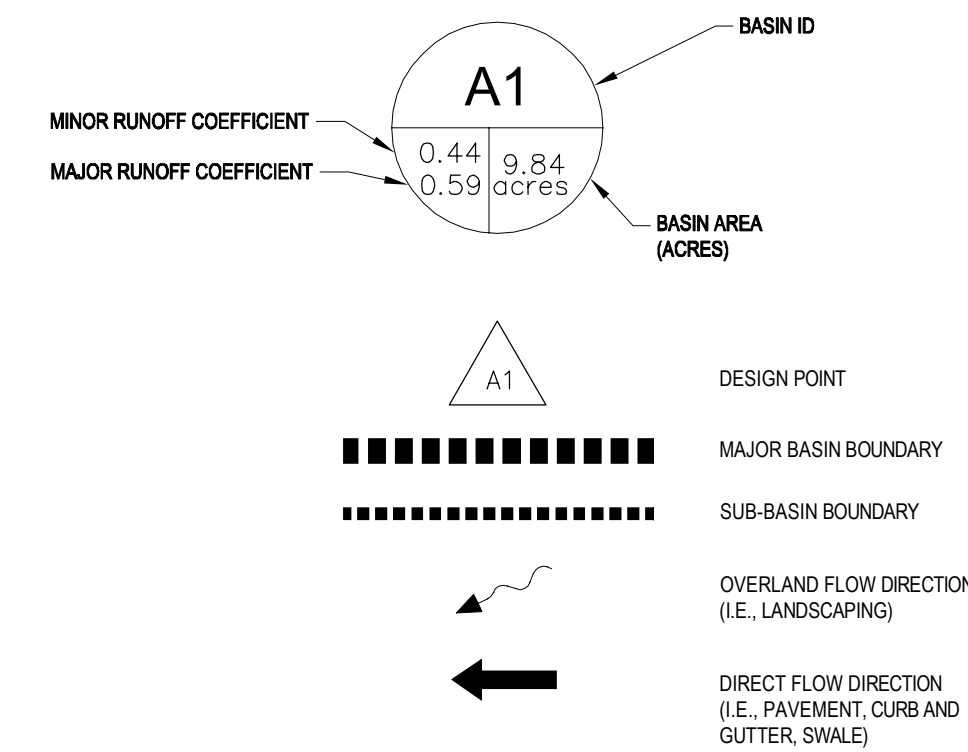 BASIN ID
A1
MINOR RUNOFF COEFFICIENT
MAJOR RUNOFF COEFFICIENT
0.44
0.59
9.84
acres
BASIN AREA
(ACRES)
A1
DESIGN POINT
MAJOR BASIN BOUNDARY
SUB-BASIN BOUNDARY
OVERLAND FLOW DIRECTION
(I.E., LANDSCAPING)
DIRECT FLOW DIRECTION
(I.E., PAVEMENT, CURB AND
GUTTER, SWALE)